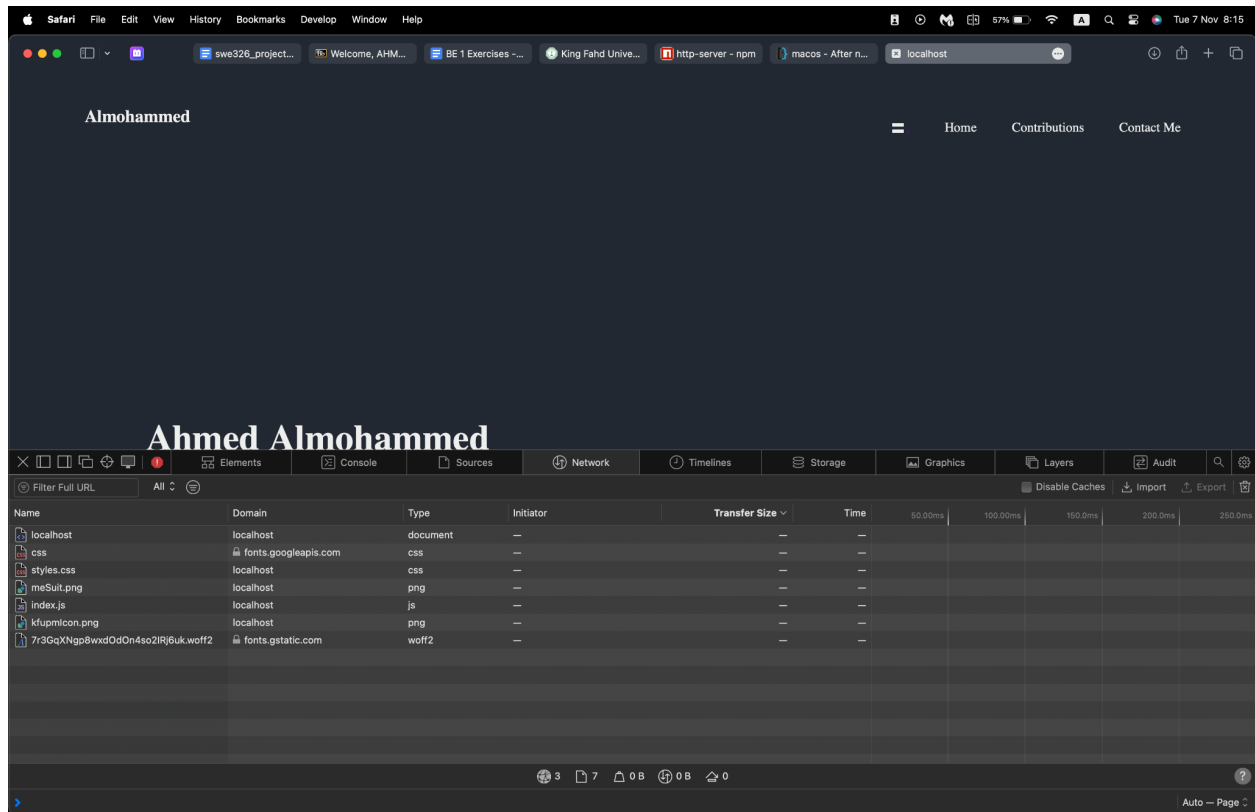 Safari File Edit View History Bookmarks Develop Window Help 57% A Tue 7 Nov 8:15
swe326_project... Welcome, AHM... BE 1 Exercises -... King Fahd Unive... http-server - npm macos - After n... localhost
Almohammed
Home Contributions Contact Me
Ahmed Almohammed
Elements Console Sources Network Timelines Storage Graphics Layers Audit
Filter Full URL All Disable Caches Import Export
Name Domain Type Initiator Transfer Size Time 50.00ms 100.00ms 150.0ms 200.0ms 250.0ms
localhost localhost document — — —
css fonts.googleapis.com css — — —
styles.css localhost css — — —
meSuit.png localhost png — — —
index.js localhost js — — —
kfupmIcon.png localhost png — — —
7r3GqXNgp8wxdOdOn4so2IRj6uk.woff2 fonts.gstatic.com woff2 — — —
3 7 0 B 0 B 0 ?
Auto — Page